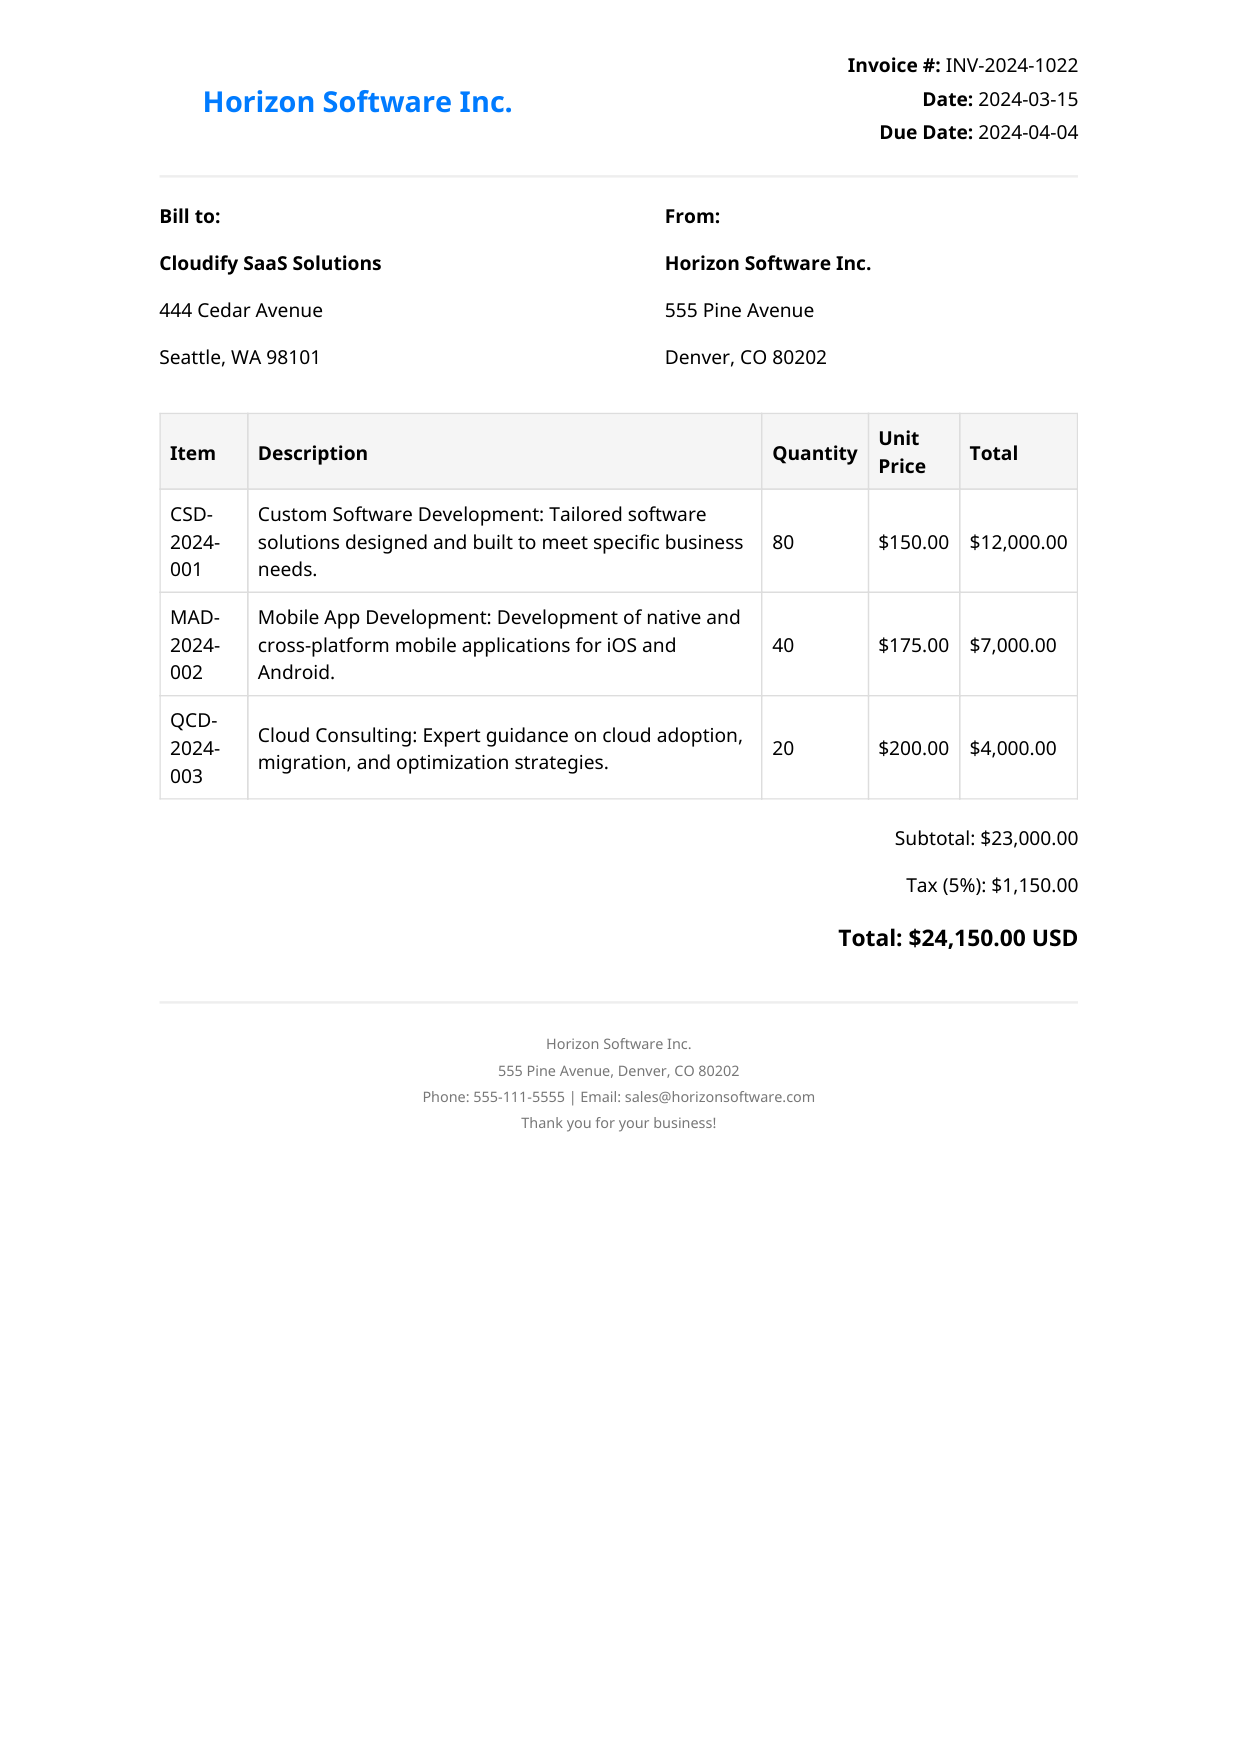 Horizon Software Inc.
Invoice #: INV-2024-1022
Date: 2024-03-15
Due Date: 2024-04-04
Bill to:
Cloudify SaaS Solutions
444 Cedar Avenue
Seattle, WA 98101
From:
Horizon Software Inc.
555 Pine Avenue
Denver, CO 80202
Item Description Quantity Unit Price Total
CSD-2024-001 Custom Software Development: Tailored software solutions designed and built to meet specific business needs. 80 $150.00 $12,000.00
MAD-2024-002 Mobile App Development: Development of native and cross-platform mobile applications for iOS and Android. 40 $175.00 $7,000.00
QCD-2024-003 Cloud Consulting: Expert guidance on cloud adoption, migration, and optimization strategies. 20 $200.00 $4,000.00
Subtotal: $23,000.00
Tax (5%): $1,150.00
Total: $24,150.00 USD
Horizon Software Inc.
555 Pine Avenue, Denver, CO 80202
Phone: 555-111-5555 | Email: sales@horizonsoftware.com
Thank you for your business!